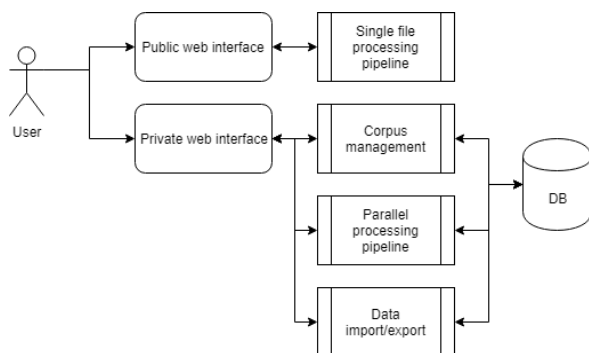 Public web interface
Single file
processing
pipeline
User
Private web interface
Corpus
management
DB
Parallel
processing
pipeline
Data
import/export